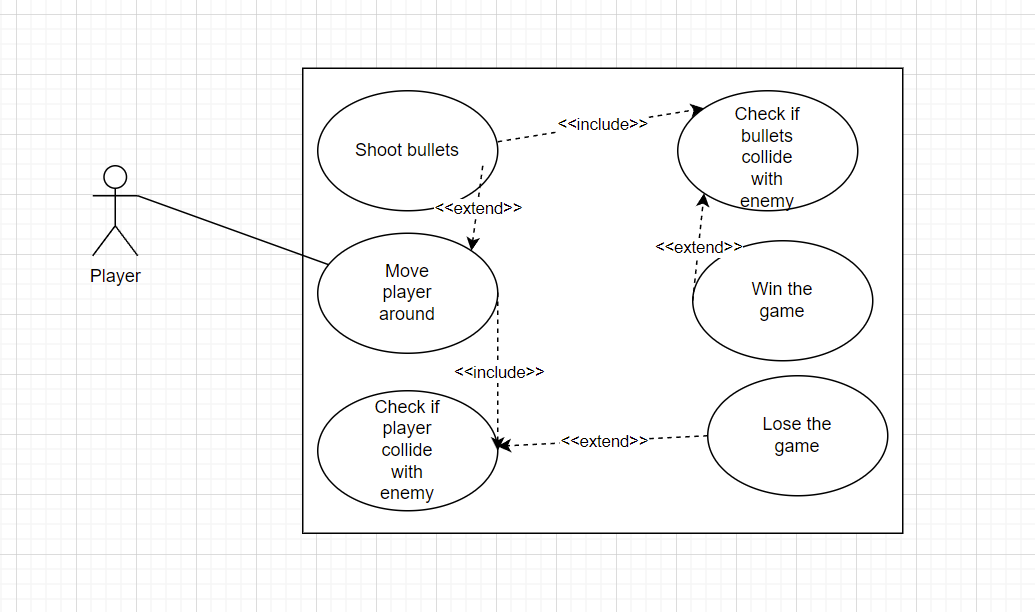 Shoot bullets
<<include>>
Check if
bullets
collide
with
enemy
<<extend>>
Player
Move
player
around
<<extend>>
Win the
game
<<include>>
Check if
player
collide
with
enemy
<<extend>>
Lose the
game